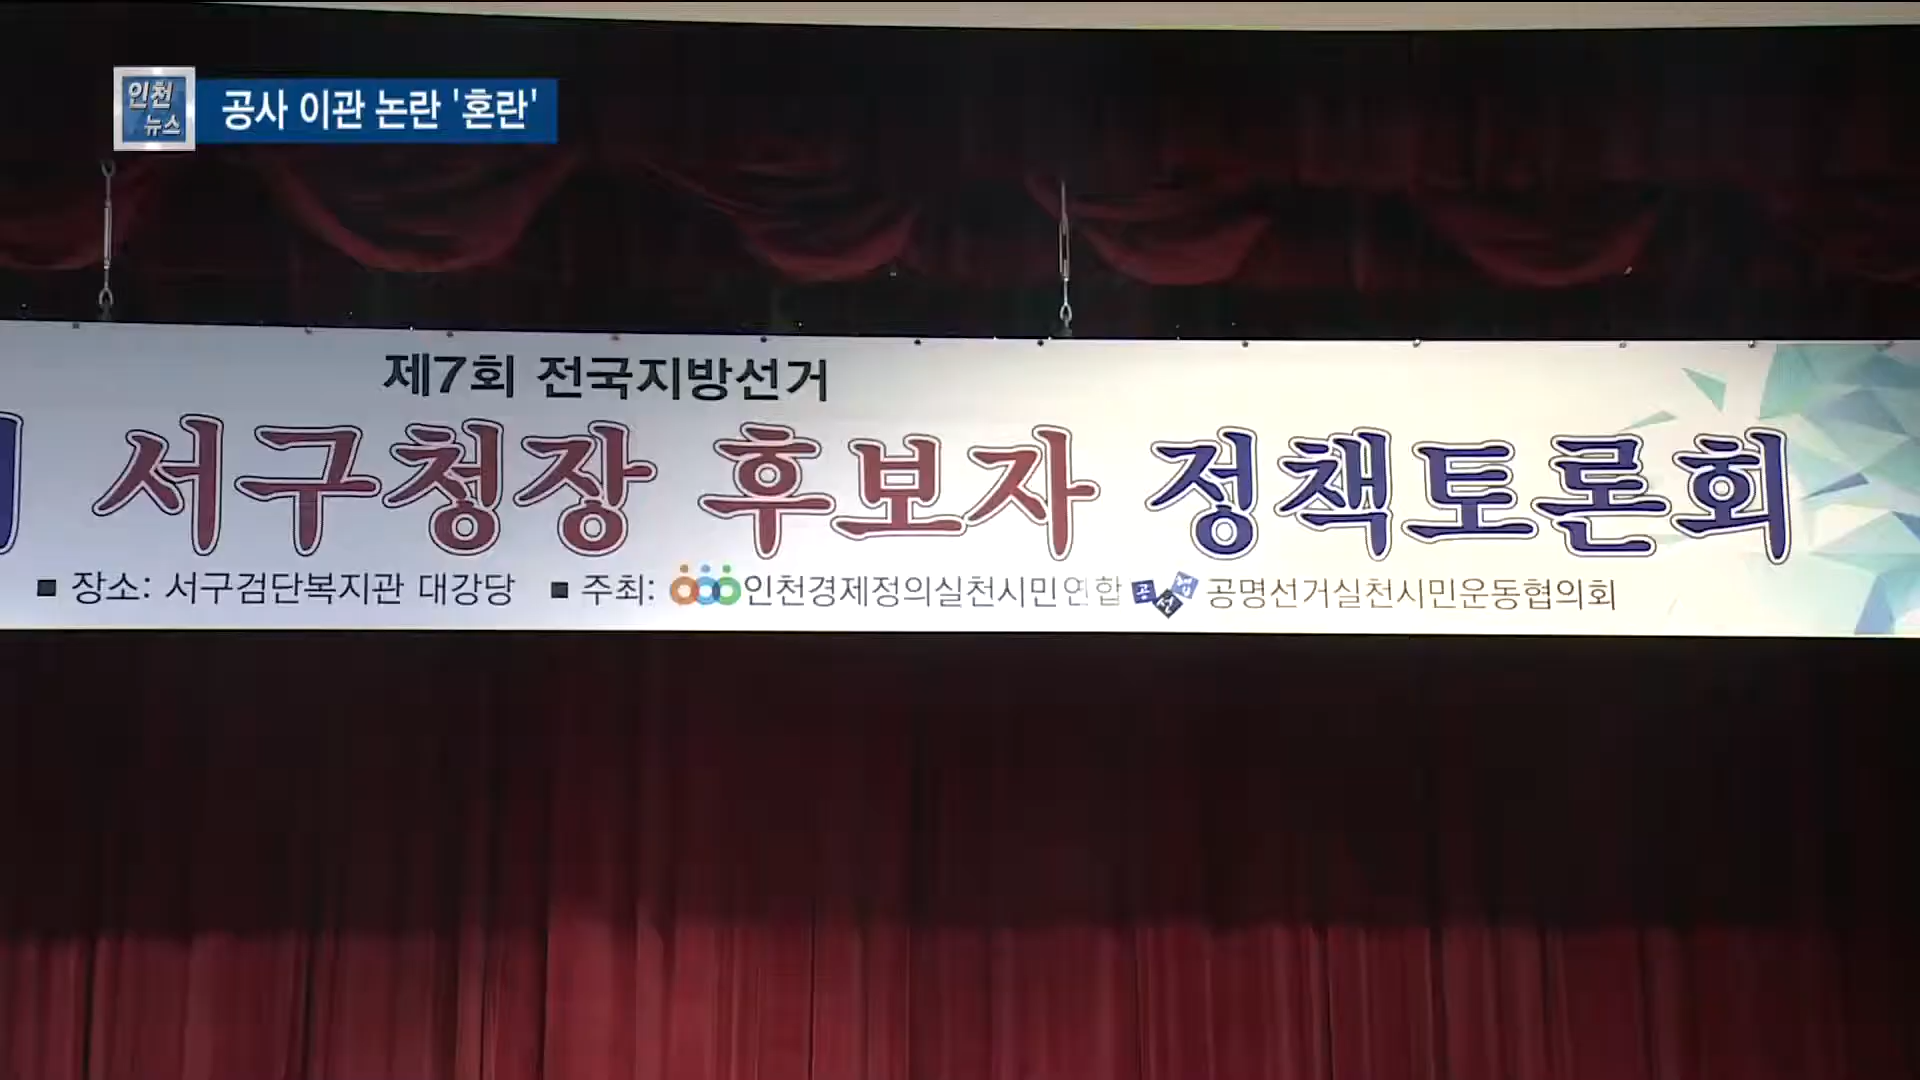 인천
뉴스
공사 이관 논란 '혼란'
제7회 전국지방선거
서구청장 후보자 정책토론회
■ 장소: 서구검단복지관 대강당 ■ 주최: 인천경제정의실천시민연합 공선협 공명선거실천시민운동협의회